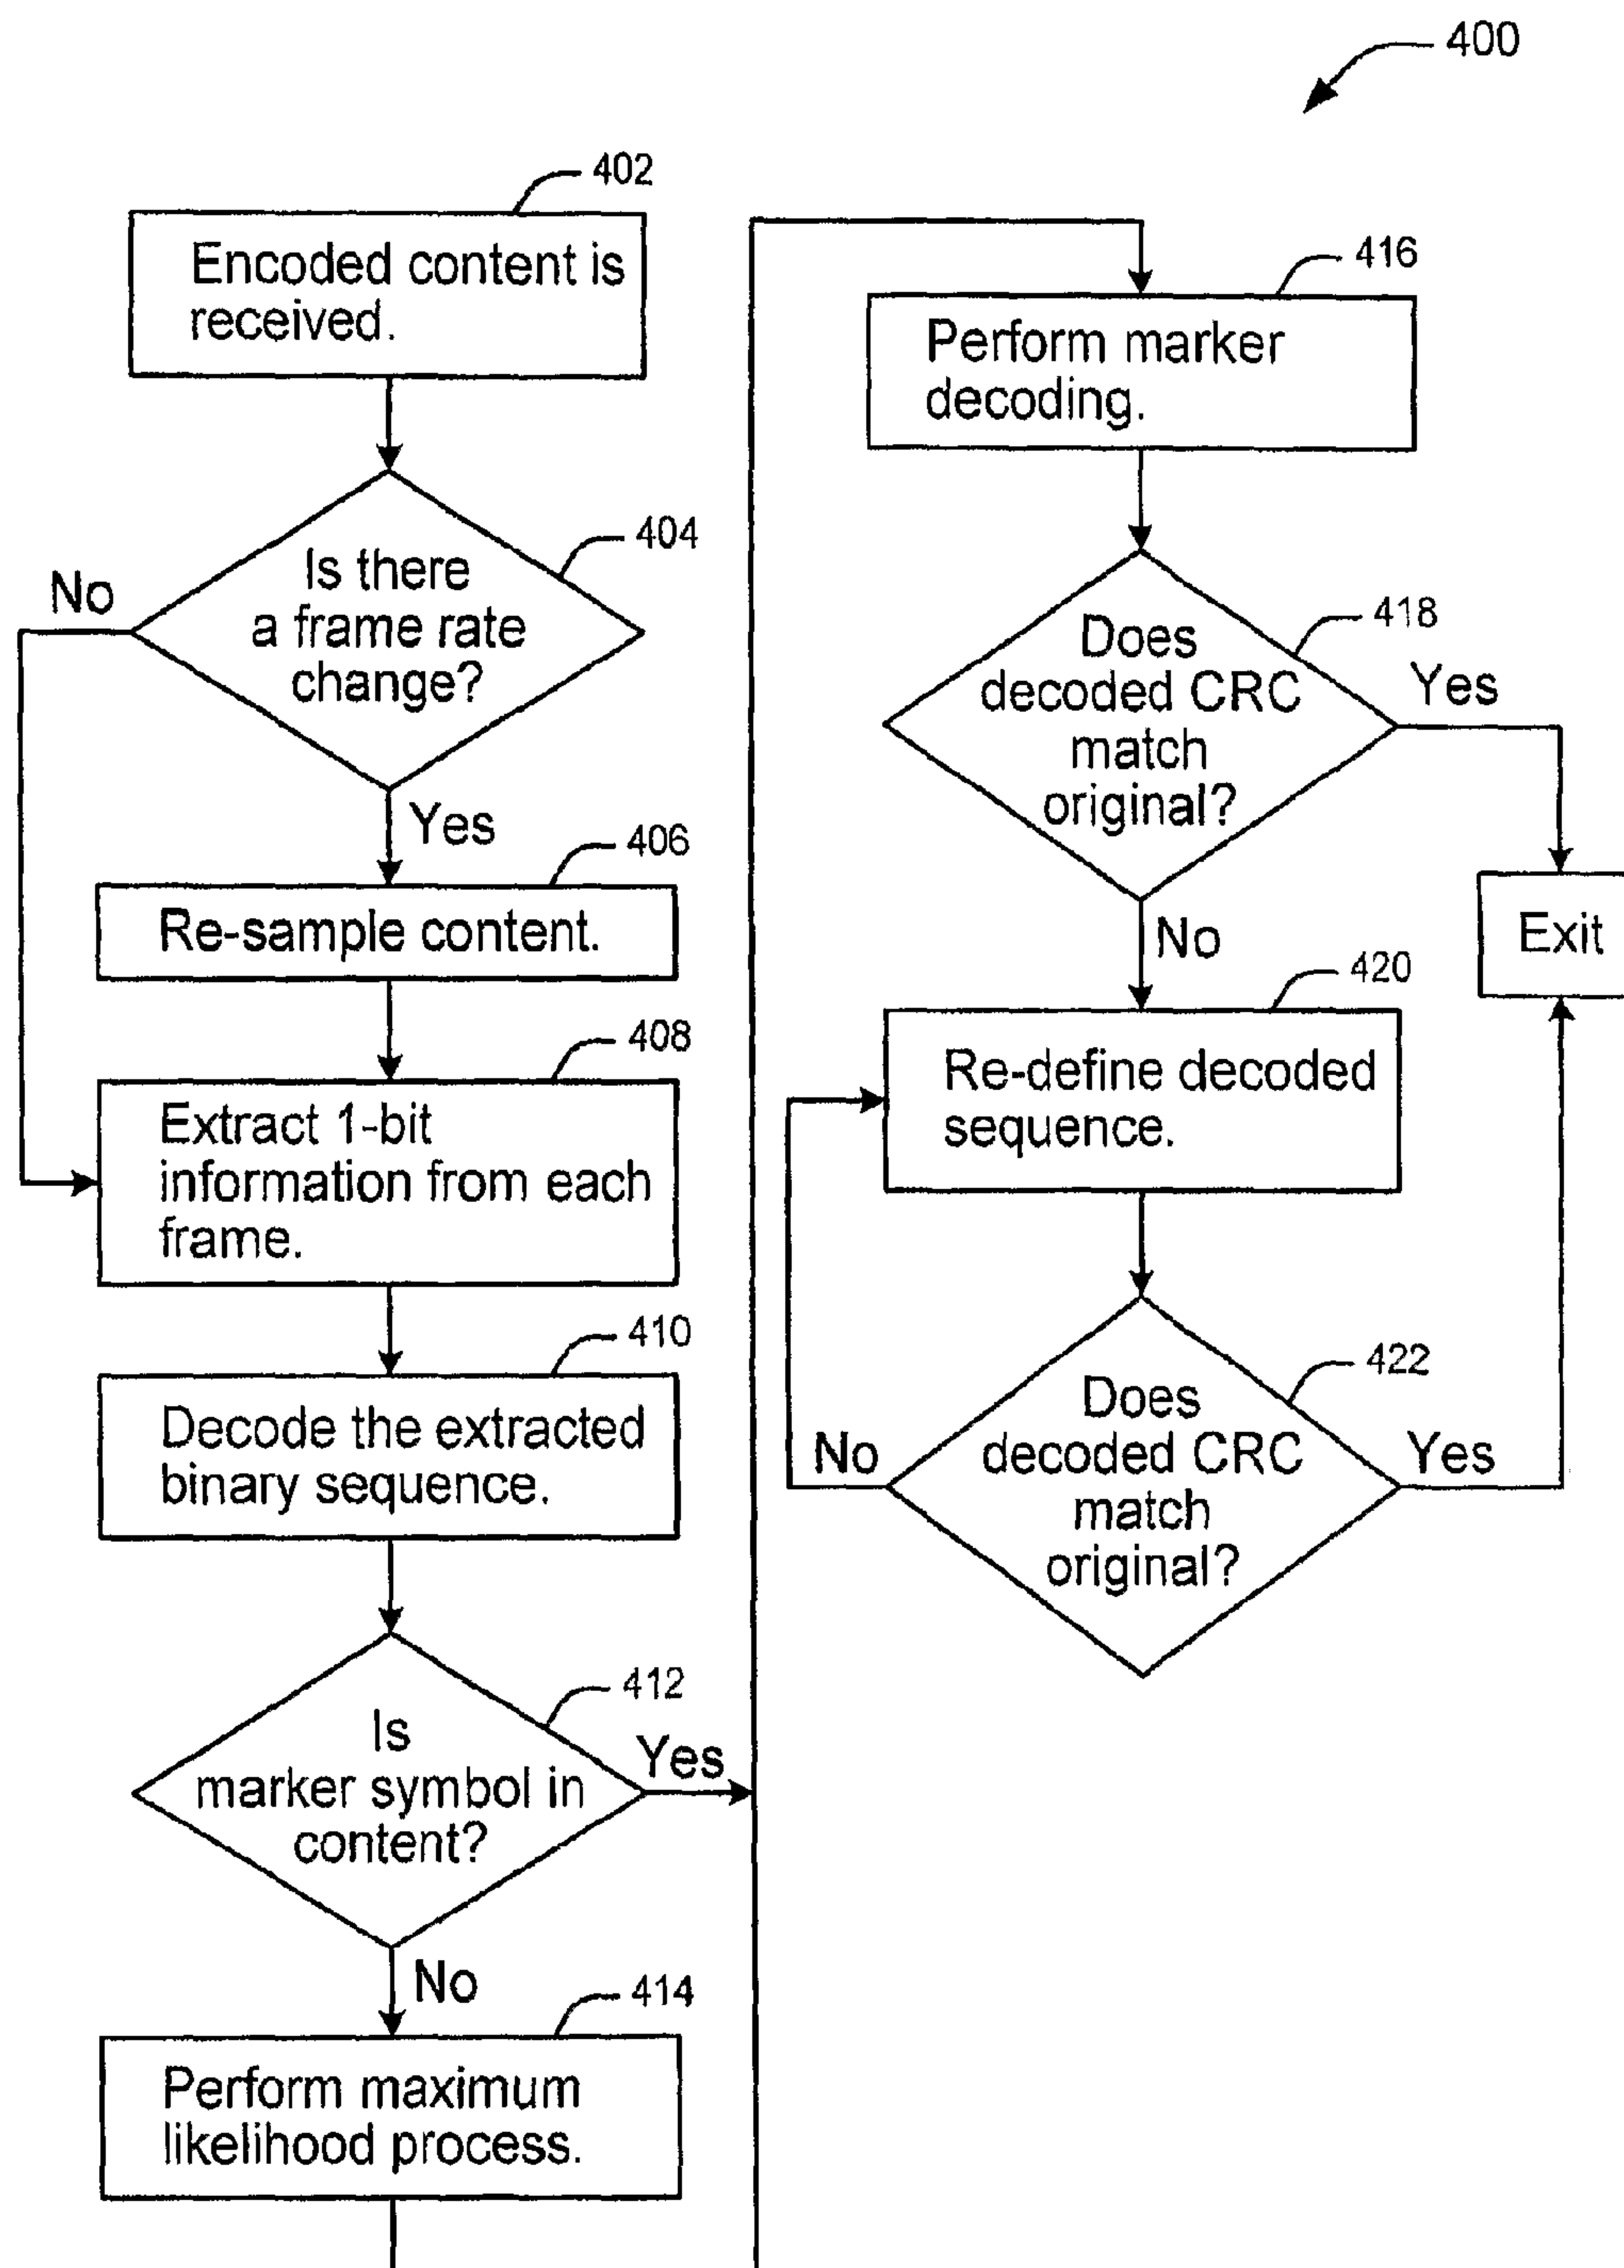 400
402
Encoded content is
received.
404
Is there
a frame rate
change?
No
Yes
406
Re-sample content.
408
Extract 1-bit
information from each
frame.
410
Decode the extracted
binary sequence.
412
Is
marker symbol in
content?
Yes
No
414
Perform maximum
likelihood process.
416
Perform marker
decoding.
418
Does
decoded CRC
match
original?
Yes
No
Exit
420
Re-define decoded
sequence.
422
Does
decoded CRC
match
original?
No
Yes